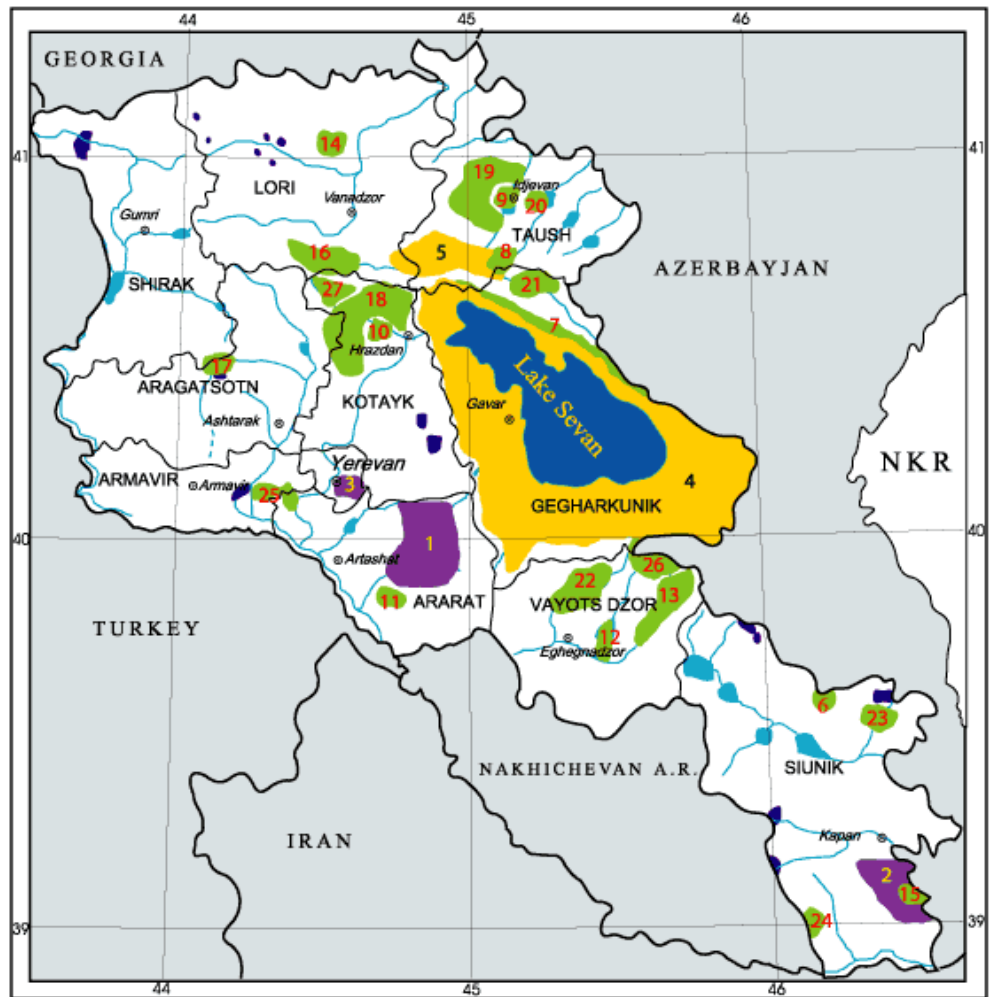 44 45 46
GEORGIA
41 14 19 41
Idjevan
9 20
LORI
Vanadzor
Gumri
TAUSH
16 5 8
AZERBAYJAN
SHIRAK 27 18 21
10 7
Hrazdan
17
ARAGATSOTN
KOTAYK
Lake Sevan
Gavar
Ashtarak
NKR
Yerevan
ARMAVIR Armavir 25 3 4
GEGHARKUNIK
40 1 40
Artashat
26
22 13
11 ARARAT VAYOTS DZOR
TURKEY
12
Eghegnadzor
6 23
NAKHICHEVAN A.R. SIUNIK
IRAN Kapan
2
15
24
39 39
44 45 46